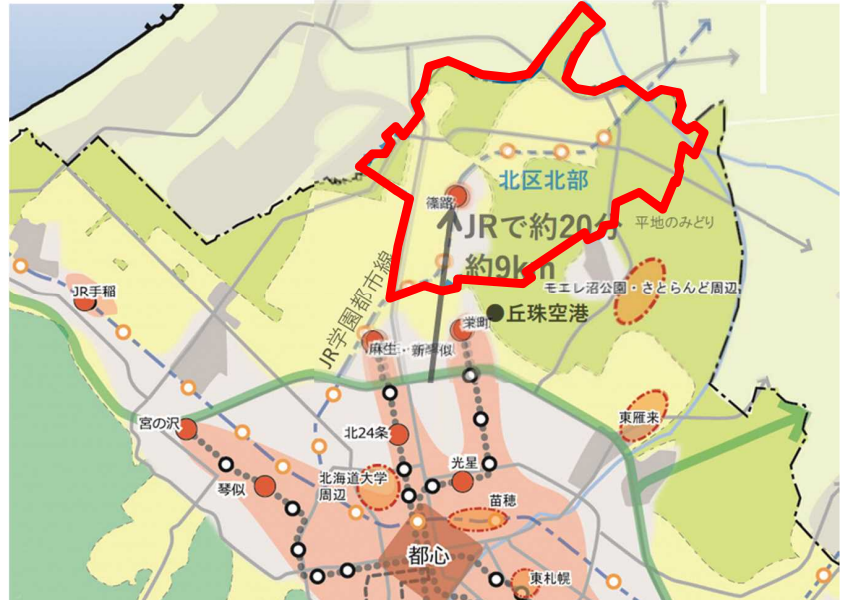 北区北部
篠路
JRで約20分
約9km
平地のみどり
JR学園都市線
モエレ沼公園・さとらんど周辺
JR手稲
丘珠空港
栄町
麻生・新琴似
東雁来
宮の沢
北24条
光星
琴似
北海道大学
周辺
苗穂
都心
東札幌